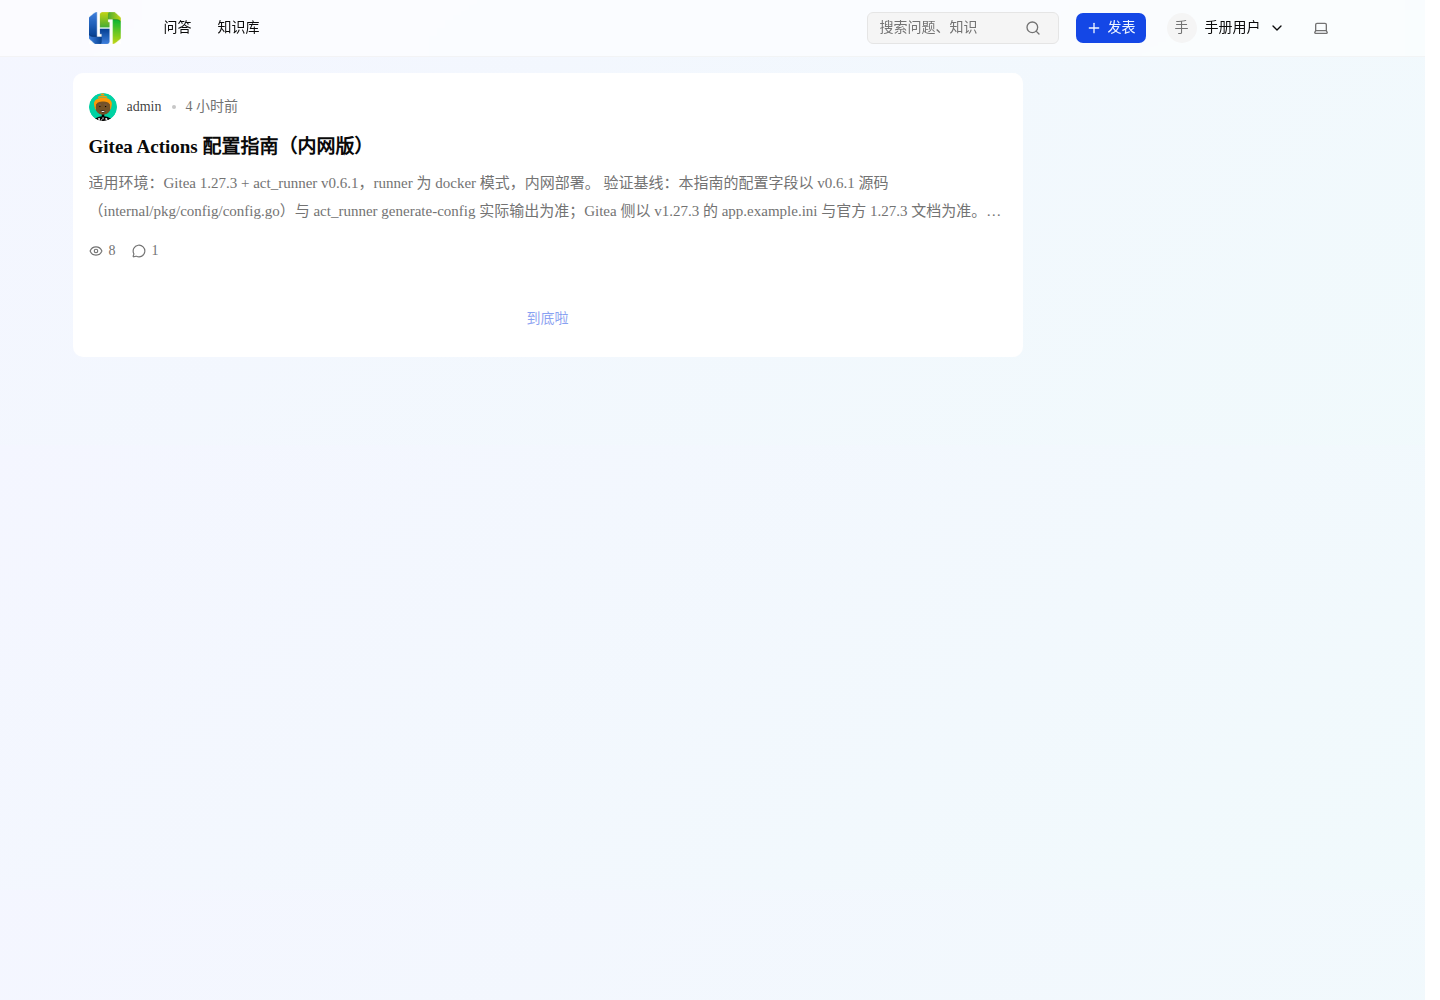 问答 知识库 搜索问题、知识 发表 手 手册用户
admin 4 小时前
Gitea Actions 配置指南（内网版）
适用环境：Gitea 1.27.3 + act_runner v0.6.1，runner 为 docker 模式，内网部署。 验证基线：本指南的配置字段以 v0.6.1 源码
（internal/pkg/config/config.go）与 act_runner generate-config 实际输出为准；Gitea 侧以 v1.27.3 的 app.example.ini 与官方 1.27.3 文档为准。…
8 1
到底啦